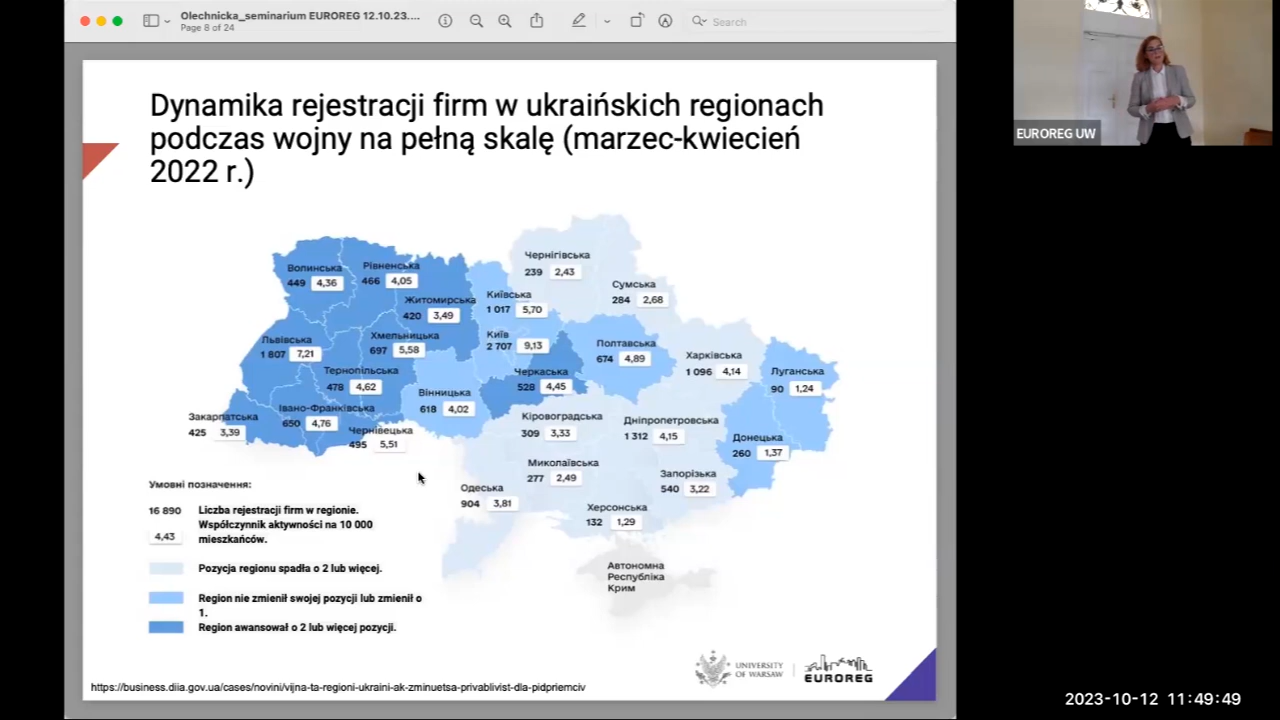 Olechnicka_seminarium EUROREG 12.10.23....
Page 8 of 24
Search
EUROREG UW
Dynamika rejestracji firm w ukraińskich regionach
podczas wojny na pełną skalę (marzec-kwiecień
2022 r.)
Чернігівська
239 2,43
Волинська
449 4,36
Рівненська
466 4,05
Сумська
284 2,68
Житомирська
420 3,49
Київська
1 017 5,70
Львівська
1 807 7,21
Хмельницька
697 5,58
Київ
2 707 9,13
Полтавська
674 4,89
Харківська
1 096 4,14
Тернопільська
478 4,62
Черкаська
528 4,45
Луганська
90 1,24
Вінницька
618 4,02
Закарпатська
425 3,39
Івано-Франківська
650 4,76
Чернівецька
495 5,51
Кіровоградська
309 3,33
Дніпропетровська
1 312 4,15
Донецька
260 1,37
Миколаївська
277 2,49
Запорізька
540 3,22
Одеська
904 3,81
Херсонська
132 1,29
Автономна
Республіка
Крим
Умовні позначення:
16 890 Liczba rejestracji firm w regionie.
Współczynnik aktywności na 10 000
4,43 mieszkańców.
Pozycja regionu spadła o 2 lub więcej.
Region nie zmienił swojej pozycji lub zmienił o
1.
Region awansował o 2 lub więcej pozycji.
UNIVERSITY
OF WARSAW
EUROREG
https://business.diia.gov.ua/cases/novini/vijna-ta-regioni-ukraini-ak-zminuetsa-privablivist-dla-pidpriemciv
2023-10-12 11:49:49